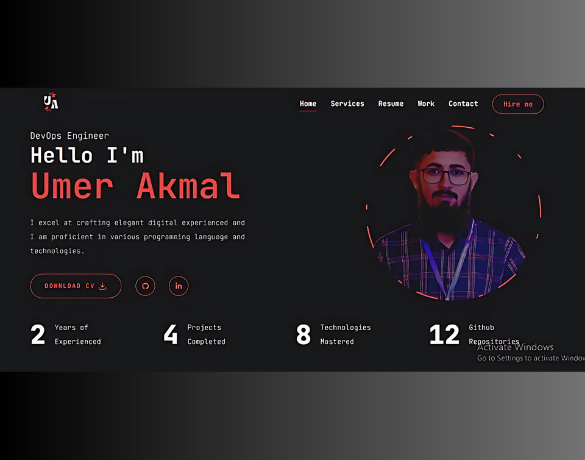 UA
Home Services Resume Work Contact Hire me
DevOps Engineer
Hello I'm
Umer Akmal
I excel at crafting elegant digital experienced and
I am proficient in various programming language and
technologies.
DOWNLOAD CV
in
2 Years of
Experienced
4 Projects
Completed
8 Technologies
Mastered
12 Github
Repositories
Activate Windows
Go to Settings to activate Window